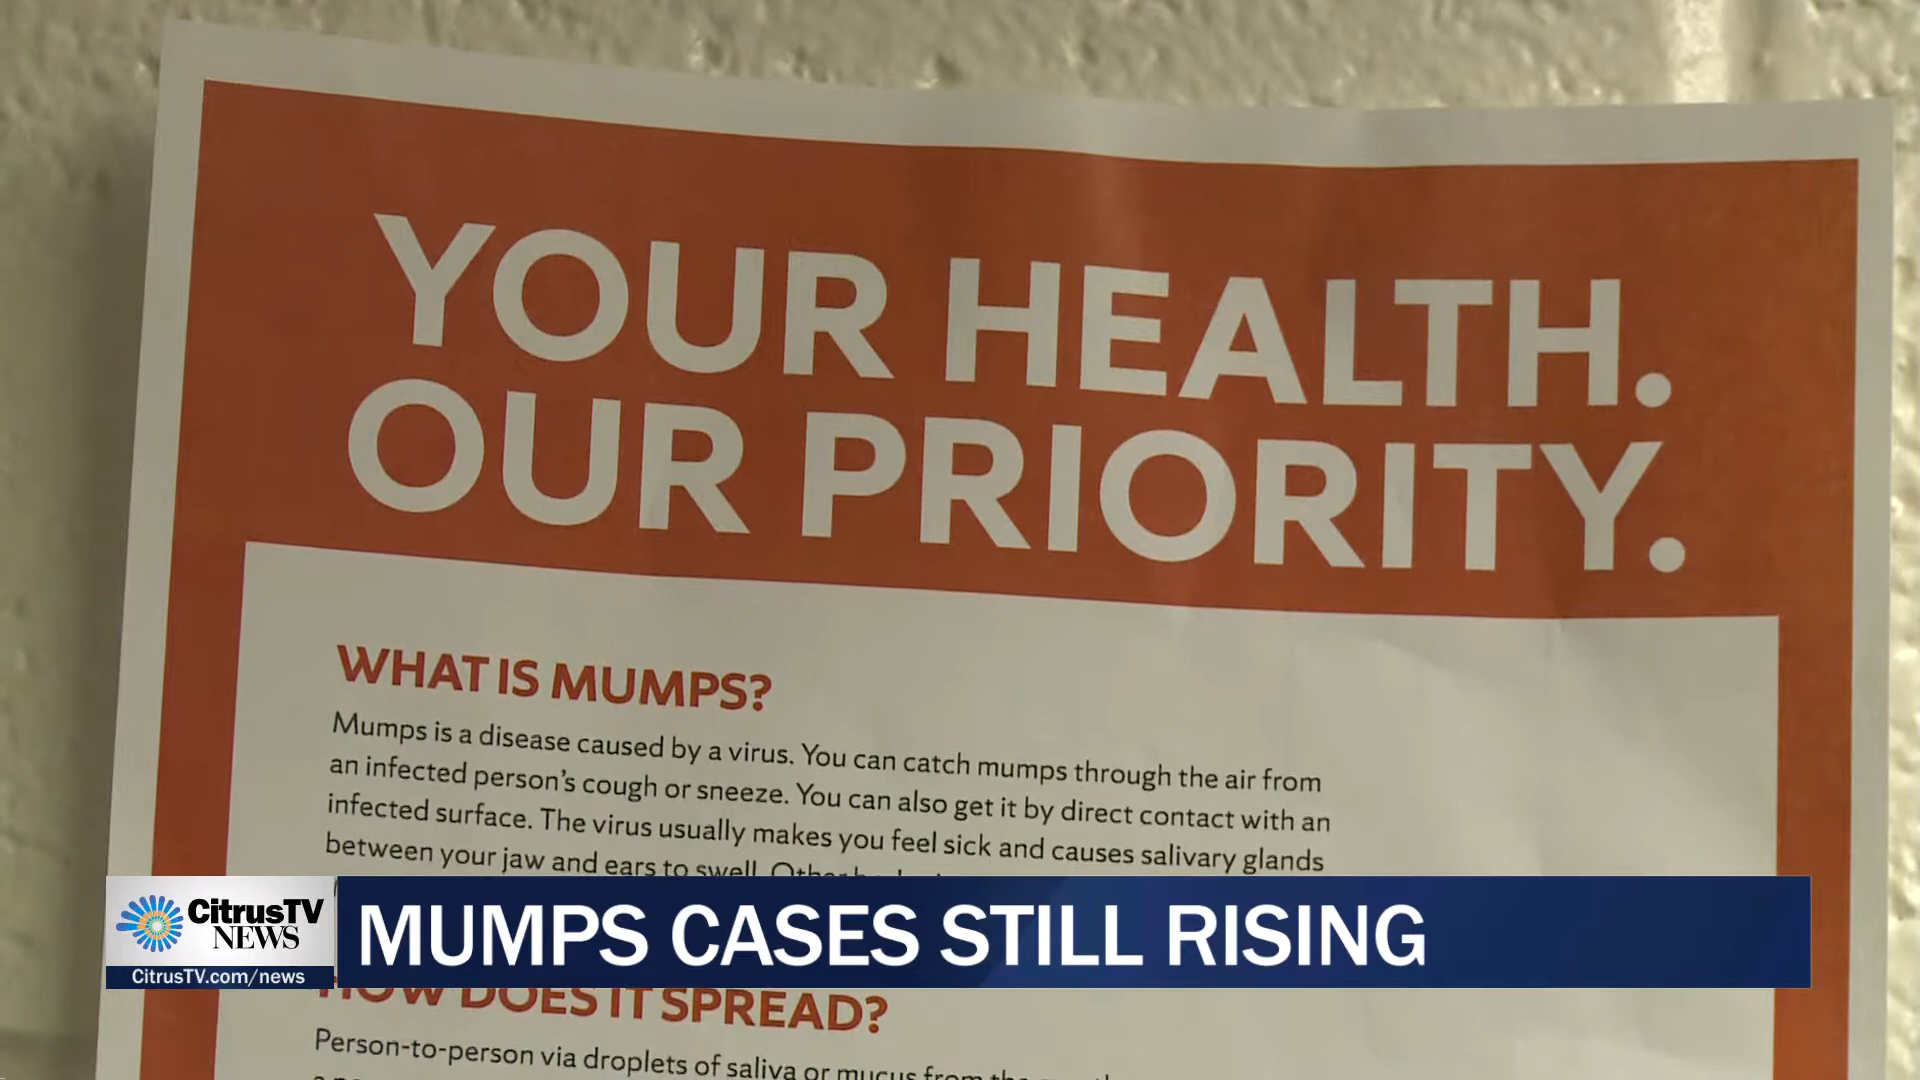 YOUR HEALTH.
OUR PRIORITY.
WHAT IS MUMPS?
Mumps is a disease caused by a virus. You can catch mumps through the air from
an infected person's cough or sneeze. You can also get it by direct contact with an
infected surface. The virus usually makes you feel sick and causes salivary glands
between your jaw and ears to swell.
CitrusTV
NEWS
CitrusTV.com/news
MUMPS CASES STILL RISING
HOW DOES IT SPREAD?
Person-to-person via droplets of saliva or mucus from the